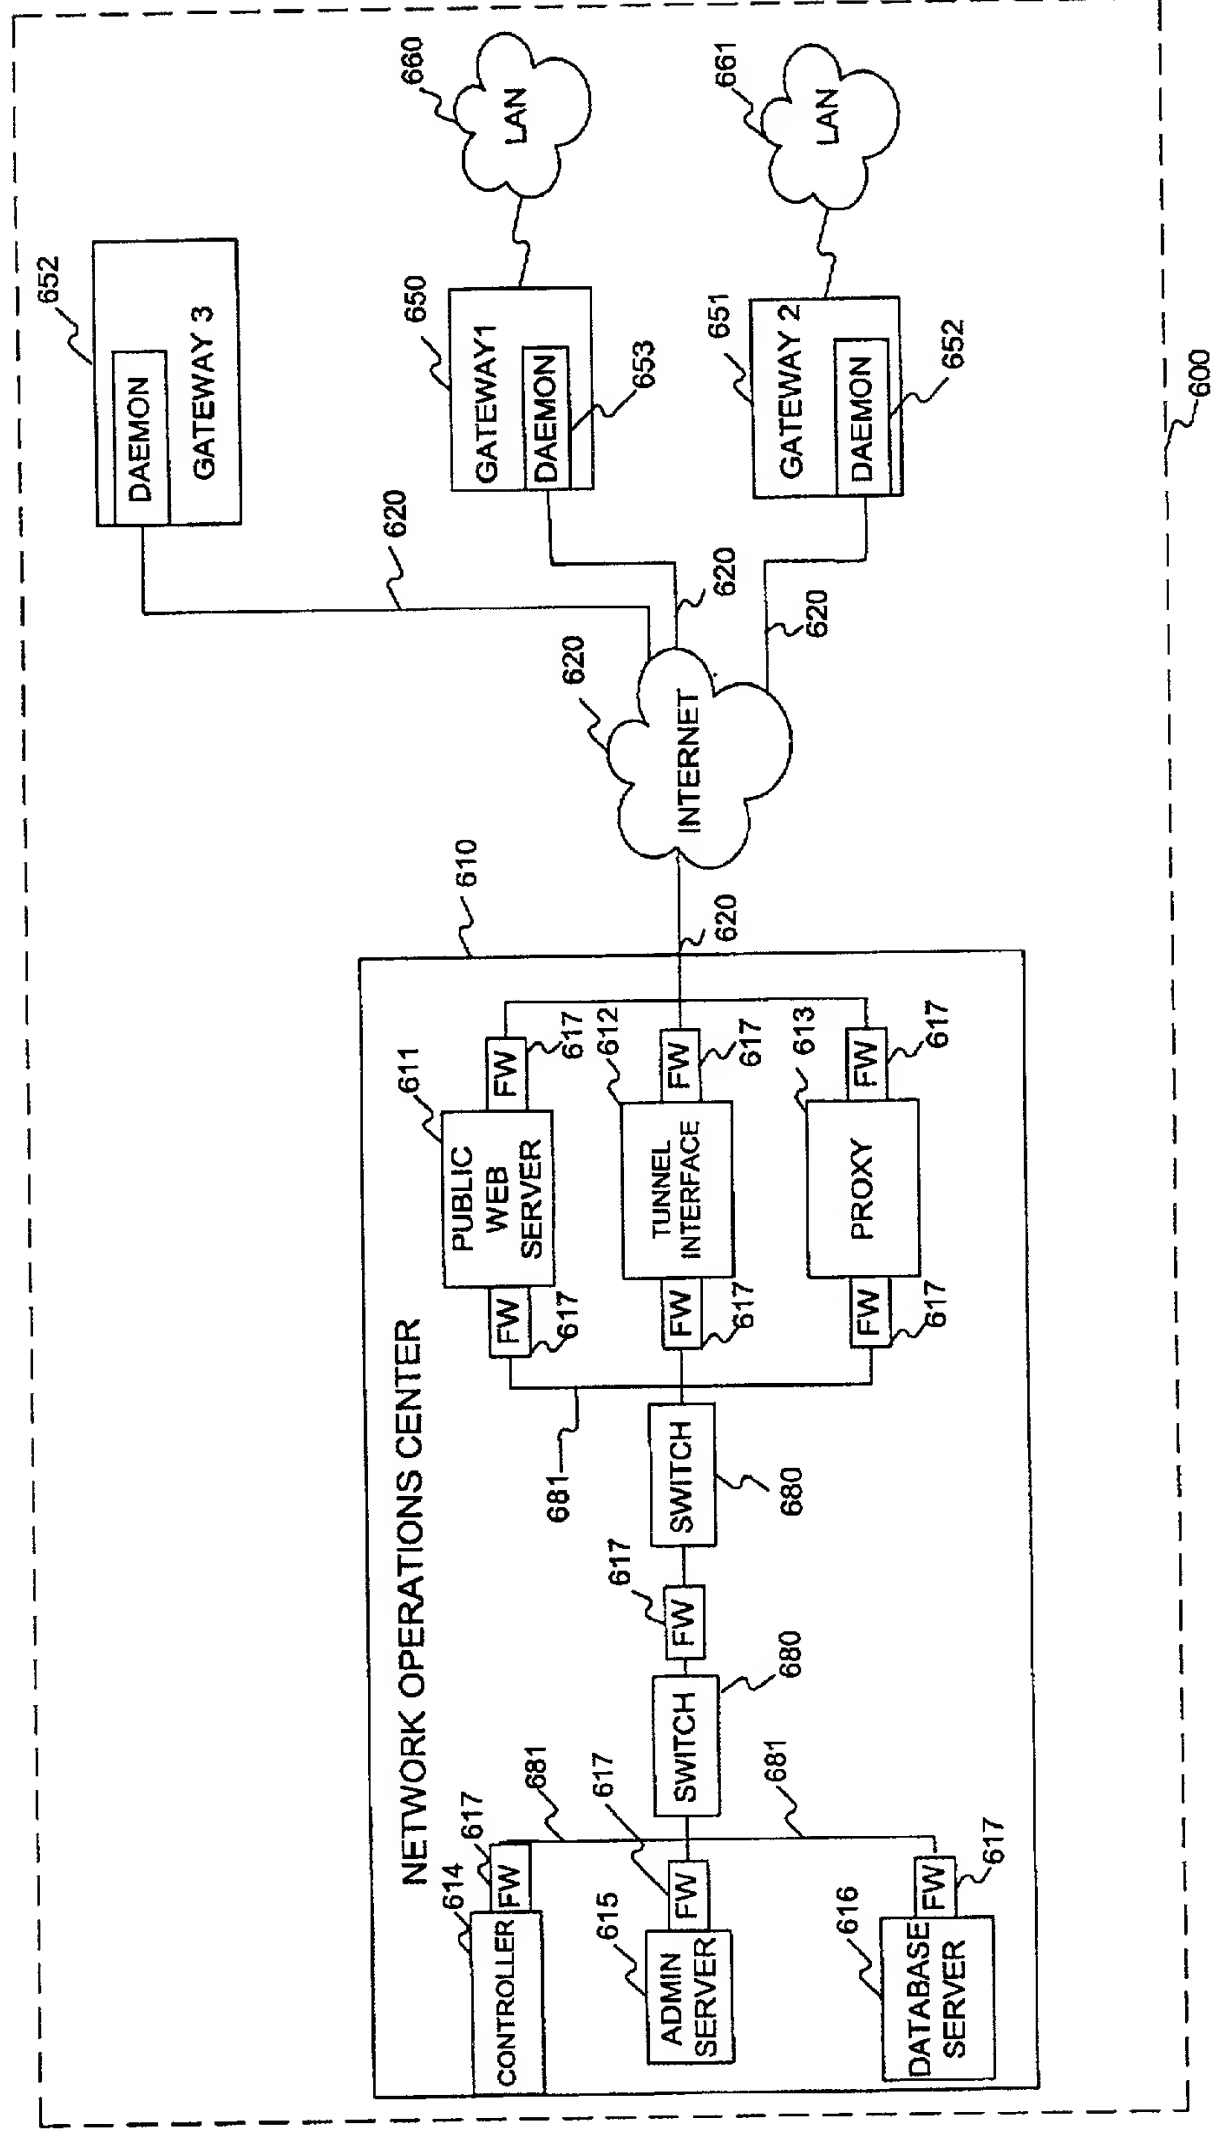 NETWORK OPERATIONS CENTER
610
614
CONTROLLER
FW
617
681
615
ADMIN
SERVER
FW
617
616
DATABASE
SERVER
FW
617
681
SWITCH
680
FW
617
SWITCH
680
681
611
PUBLIC
WEB
SERVER
FW
617
FW
617
612
TUNNEL
INTERFACE
FW
617
FW
617
613
PROXY
FW
617
FW
617
620
INTERNET
620
620
620
620
652
DAEMON
GATEWAY 3
650
GATEWAY1
DAEMON
653
651
GATEWAY 2
DAEMON
652
660
LAN
661
LAN
600